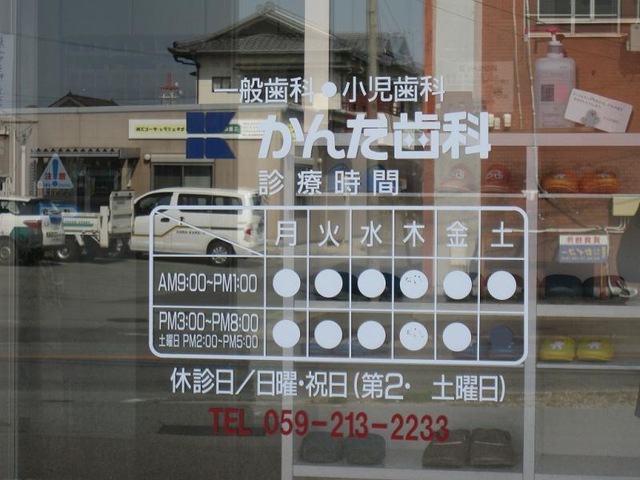 一般歯科●小児歯科
かんだ歯科
診療時間
月 火 水 木 金 土
AM9:00~PM1:00 ● ● ● ● ● ●
PM3:00~PM8:00 ● ● ● ● ●
土曜日 PM2:00~PM5:00
休診日/日曜・祝日(第2・ 土曜日)
TEL 059-213-2233